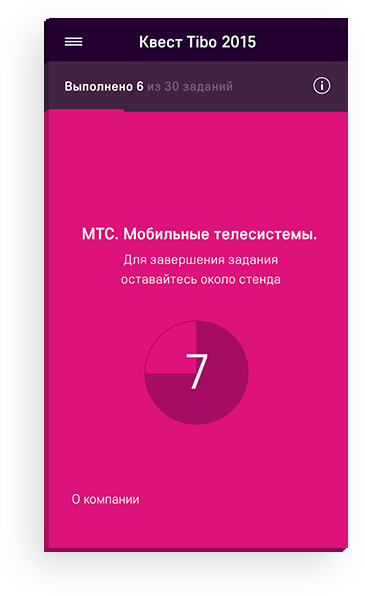 Квест Tibo 2015
Выполнено 6 из 30 заданий
МТС. Мобильные телесистемы.
Для завершения задания
оставайтесь около стенда
7
О компании